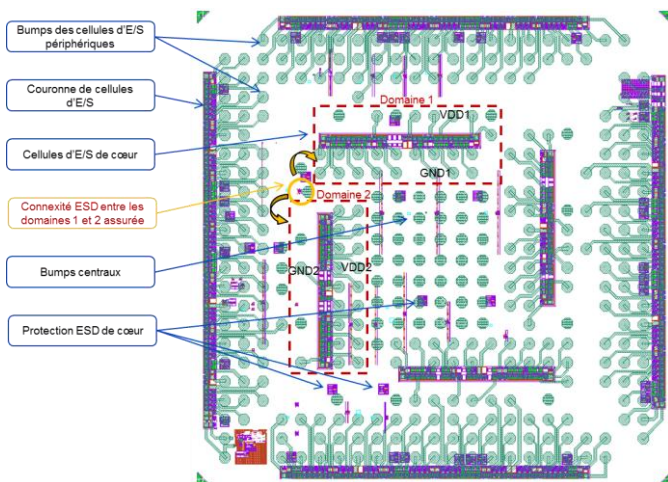 Bumps des cellules d'E/S
périphériques
Couronne de cellules
d'E/S
Cellules d'E/S de cœur
Connexité ESD entre les
domaines 1 et 2 assurée
Bumps centraux
Protection ESD de cœur
Domaine 1
VDD1
GND1
Domaine 2
GND2
VDD2